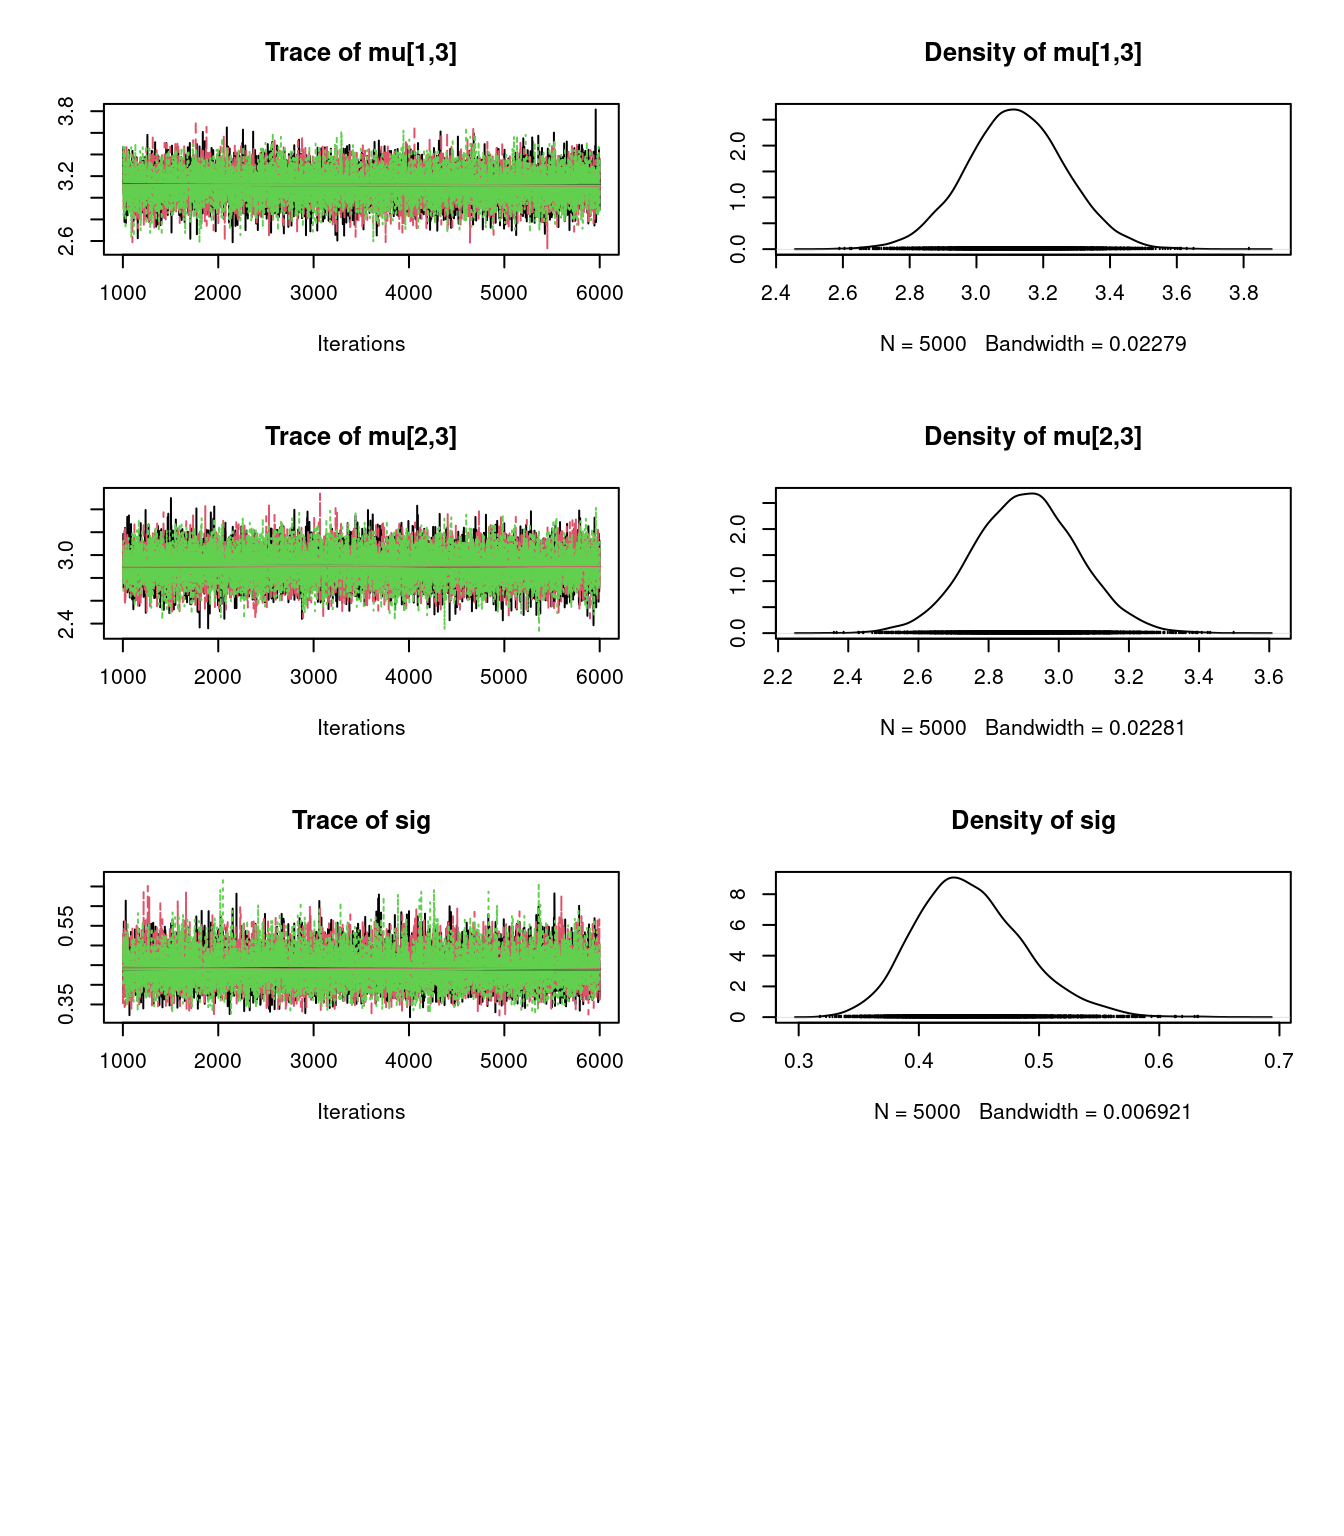 Trace of mu[1,3]
3.8
3.2
2.6
1000 2000 3000 4000 5000 6000
Iterations
Density of mu[1,3]
2.0
1.0
0.0
2.4 2.6 2.8 3.0 3.2 3.4 3.6 3.8
N = 5000 Bandwidth = 0.02279
Trace of mu[2,3]
3.0
2.4
1000 2000 3000 4000 5000 6000
Iterations
Density of mu[2,3]
2.0
1.0
0.0
2.2 2.4 2.6 2.8 3.0 3.2 3.4 3.6
N = 5000 Bandwidth = 0.02281
Trace of sig
0.55
0.35
1000 2000 3000 4000 5000 6000
Iterations
Density of sig
8
6
4
2
0
0.3 0.4 0.5 0.6 0.7
N = 5000 Bandwidth = 0.006921